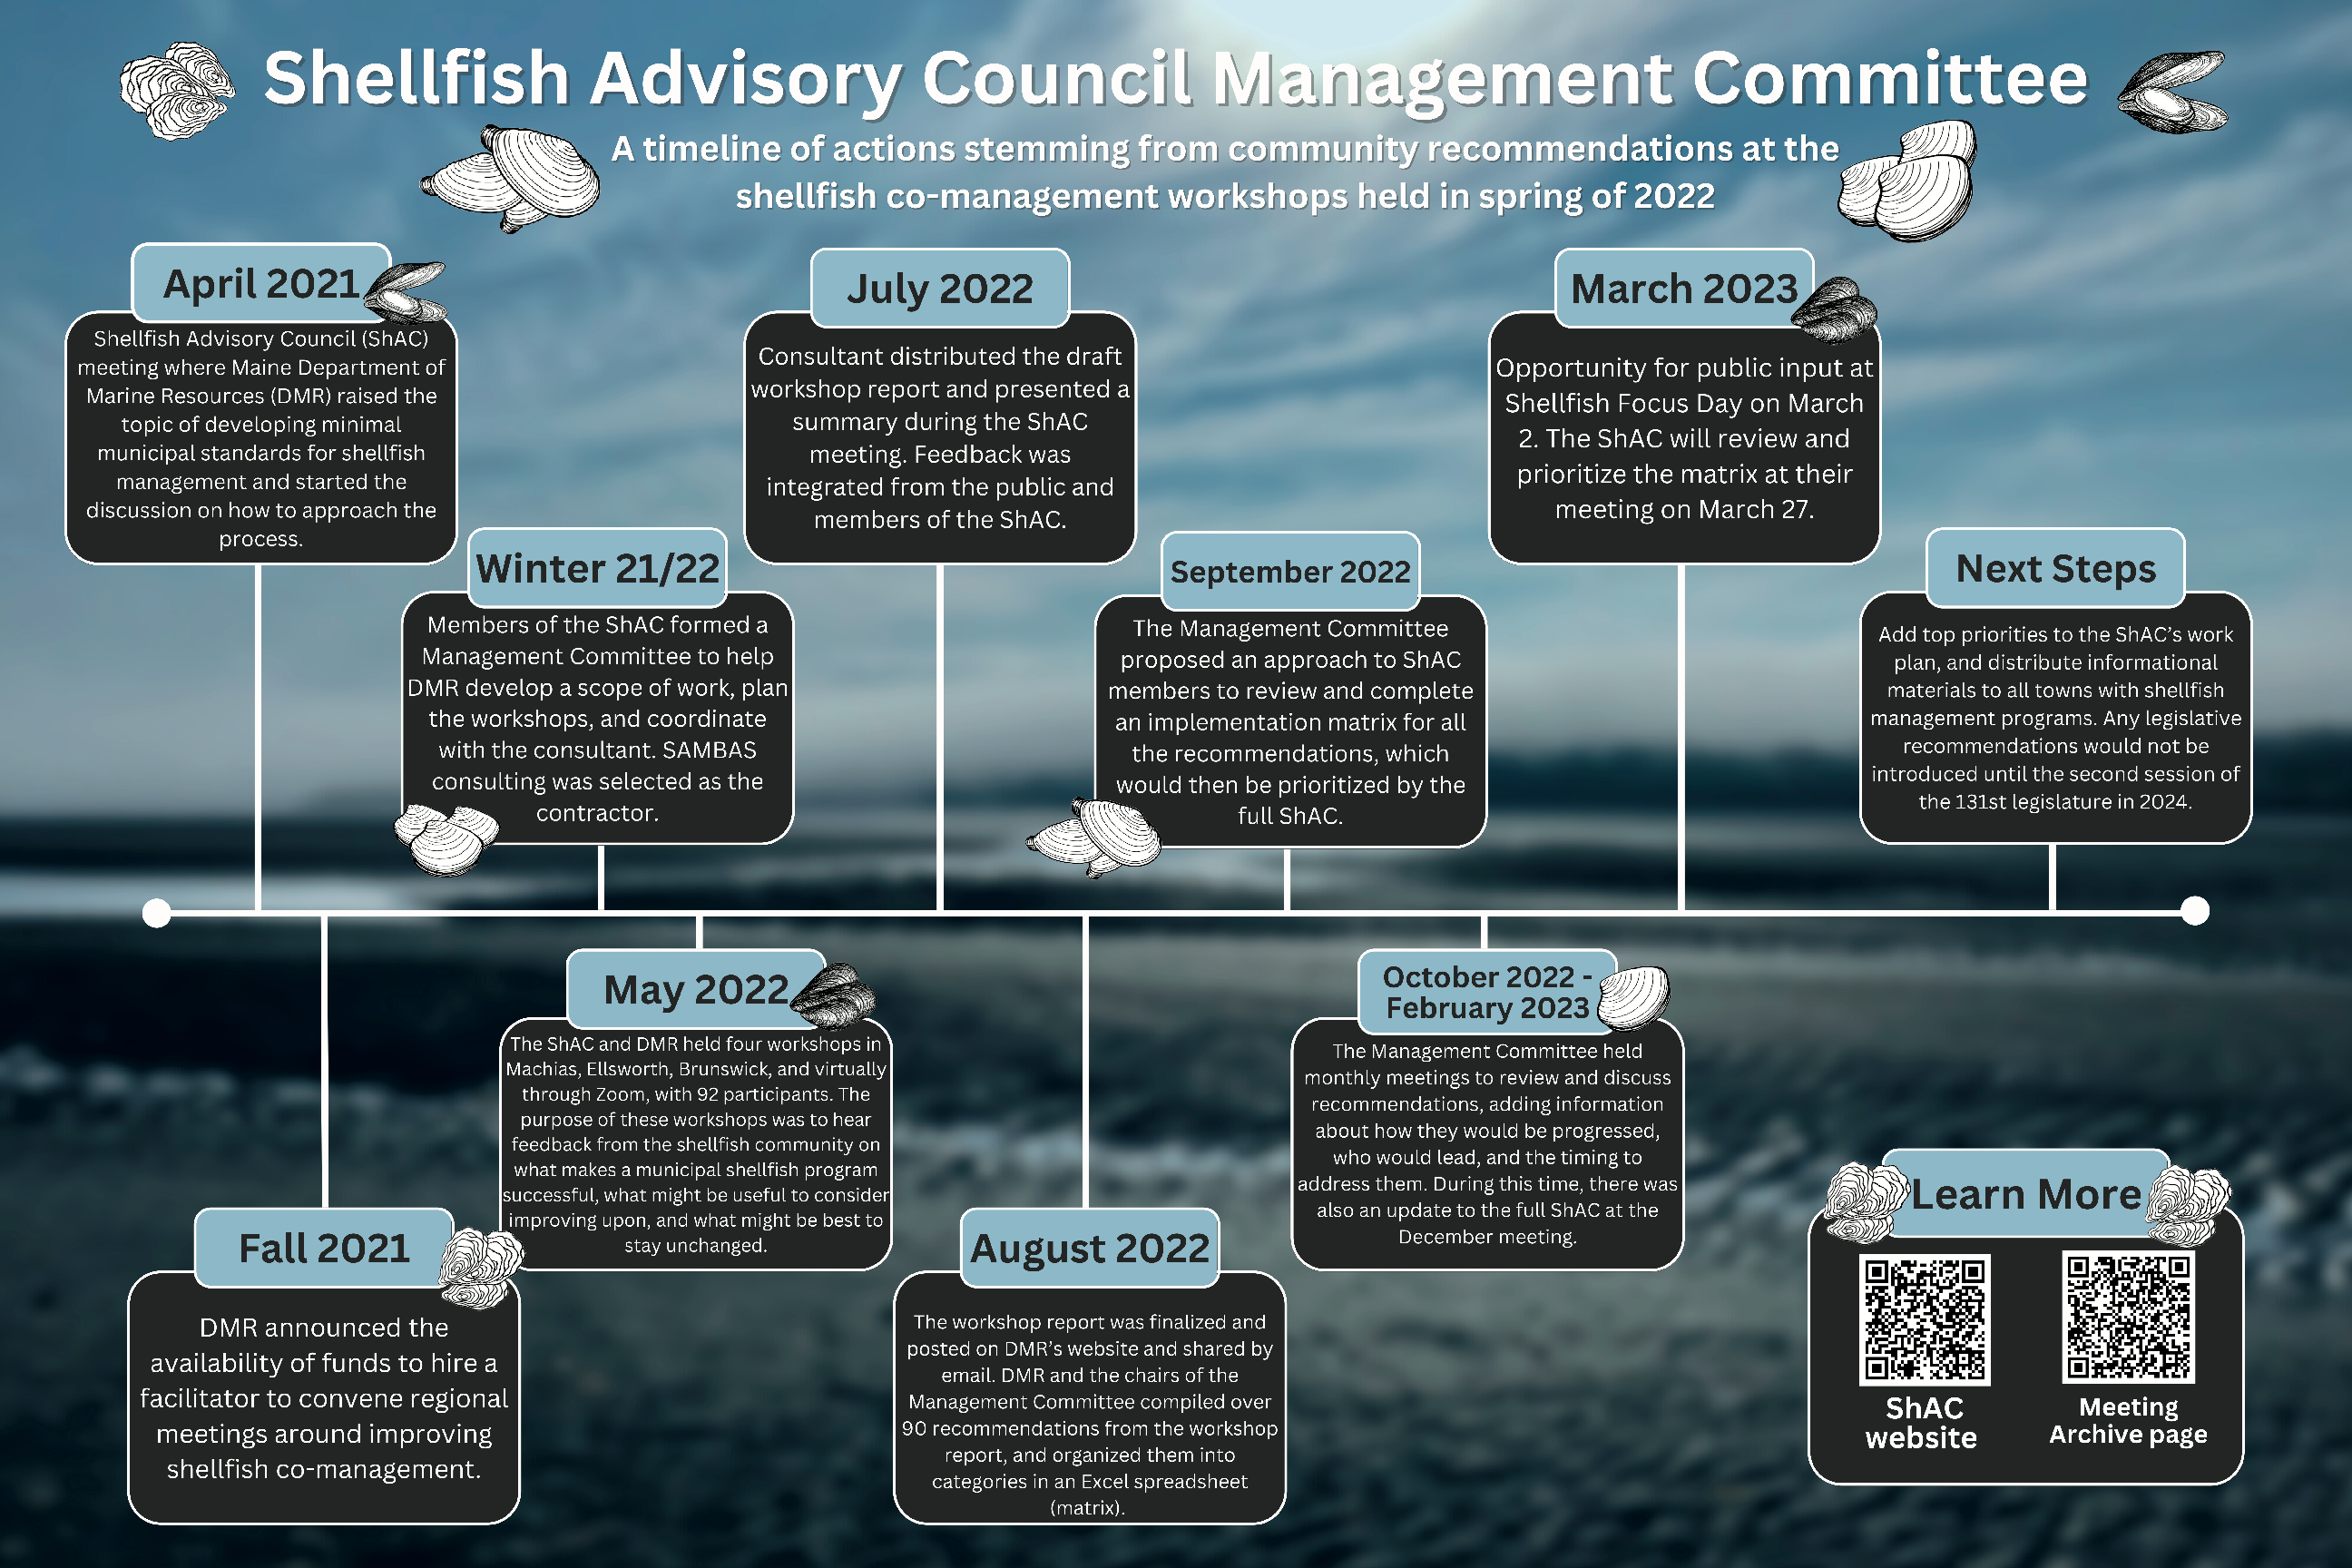 Shellfish Advisory Council Management Committee
A timeline of actions stemming from community recommendations at the
shellfish co-management workshops held in spring of 2022
April 2021
Shellfish Advisory Council (ShAC)
meeting where Maine Department of
Marine Resources (DMR) raised the
topic of developing minimal
municipal standards for shellfish
management and started the
discussion on how to approach the
process.
Fall 2021
DMR announced the
availability of funds to hire a
facilitator to convene regional
meetings around improving
shellfish co-management.
Winter 21/22
Members of the ShAC formed a
Management Committee to help
DMR develop a scope of work, plan
the workshops, and coordinate
with the consultant. SAMBAS
consulting was selected as the
contractor.
May 2022
The ShAC and DMR held four workshops in
Machias, Ellsworth, Brunswick, and virtually
through Zoom, with 92 participants. The
purpose of these workshops was to hear
feedback from the shellfish community on
what makes a municipal shellfish program
successful, what might be useful to consider
improving upon, and what might be best to
stay unchanged.
July 2022
Consultant distributed the draft
workshop report and presented a
summary during the ShAC
meeting. Feedback was
integrated from the public and
members of the ShAC.
August 2022
The workshop report was finalized and
posted on DMR's website and shared by
email. DMR and the chairs of the
Management Committee compiled over
90 recommendations from the workshop
report, and organized them into
categories in an Excel spreadsheet
(matrix).
September 2022
The Management Committee
proposed an approach to ShAC
members to review and complete
an implementation matrix for all
the recommendations, which
would then be prioritized by the
full ShAC.
October 2022 -
February 2023
The Management Committee held
monthly meetings to review and discuss
recommendations, adding information
about how they would be progressed,
who would lead, and the timing to
address them. During this time, there was
also an update to the full ShAC at the
December meeting.
March 2023
Opportunity for public input at
Shellfish Focus Day on March
2. The ShAC will review and
prioritize the matrix at their
meeting on March 27.
Next Steps
Add top priorities to the ShAC's work
plan, and distribute informational
materials to all towns with shellfish
management programs. Any legislative
recommendations would not be
introduced until the second session of
the 131st legislature in 2024.
Learn More
ShAC
website
Meeting
Archive page